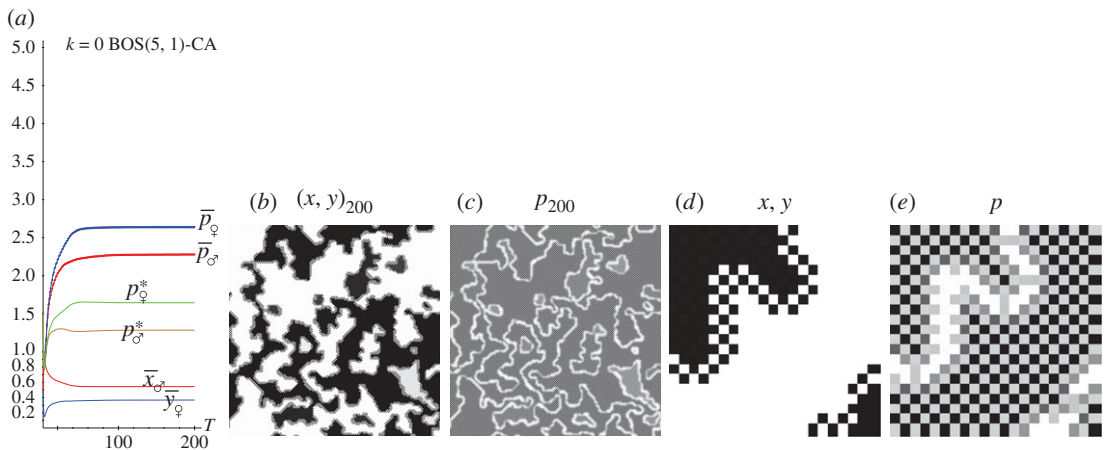 (a)
k = 0 BOS(5, 1)-CA
5.0
4.5
4.0
3.5
3.0
2.5
2.0
1.5
1.0
0.8
0.6
0.4
0.2
p̅♀
p̅♂
p*♀
p*♂
x̅♂
y̅♀
T
100 200
(b) (x, y)200
(c) p200
(d) x, y
(e) p